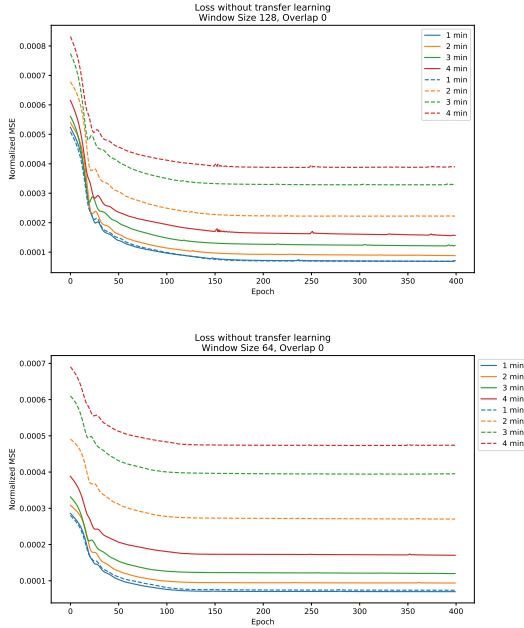 Loss without transfer learning
Window Size 128, Overlap 0
Normalized MSE
0.0008
0.0007
0.0006
0.0005
0.0004
0.0003
0.0002
0.0001
1 min
2 min
3 min
4 min
1 min
2 min
3 min
4 min
0
50
100
150
200
250
300
350
400
Epoch
Loss without transfer learning
Window Size 64, Overlap 0
Normalized MSE
0.0007
0.0006
0.0005
0.0004
0.0003
0.0002
0.0001
1 min
2 min
3 min
4 min
1 min
2 min
3 min
4 min
0
50
100
150
200
250
300
350
400
Epoch